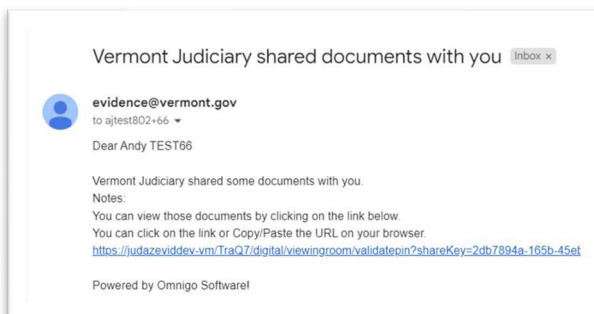 Vermont Judiciary shared documents with you Inbox ×
evidence@vermont.gov
to ajtest802+66
Dear Andy TEST66
Vermont Judiciary shared some documents with you.
Notes:
You can view those documents by clicking on the link below.
You can click on the link or Copy/Paste the URL on your browser.
https://judazeviddev-vm/TraQ7/digital/viewingroom/validatepin?shareKey=2db7894a-165b-45et
Powered by Omnigo Software!